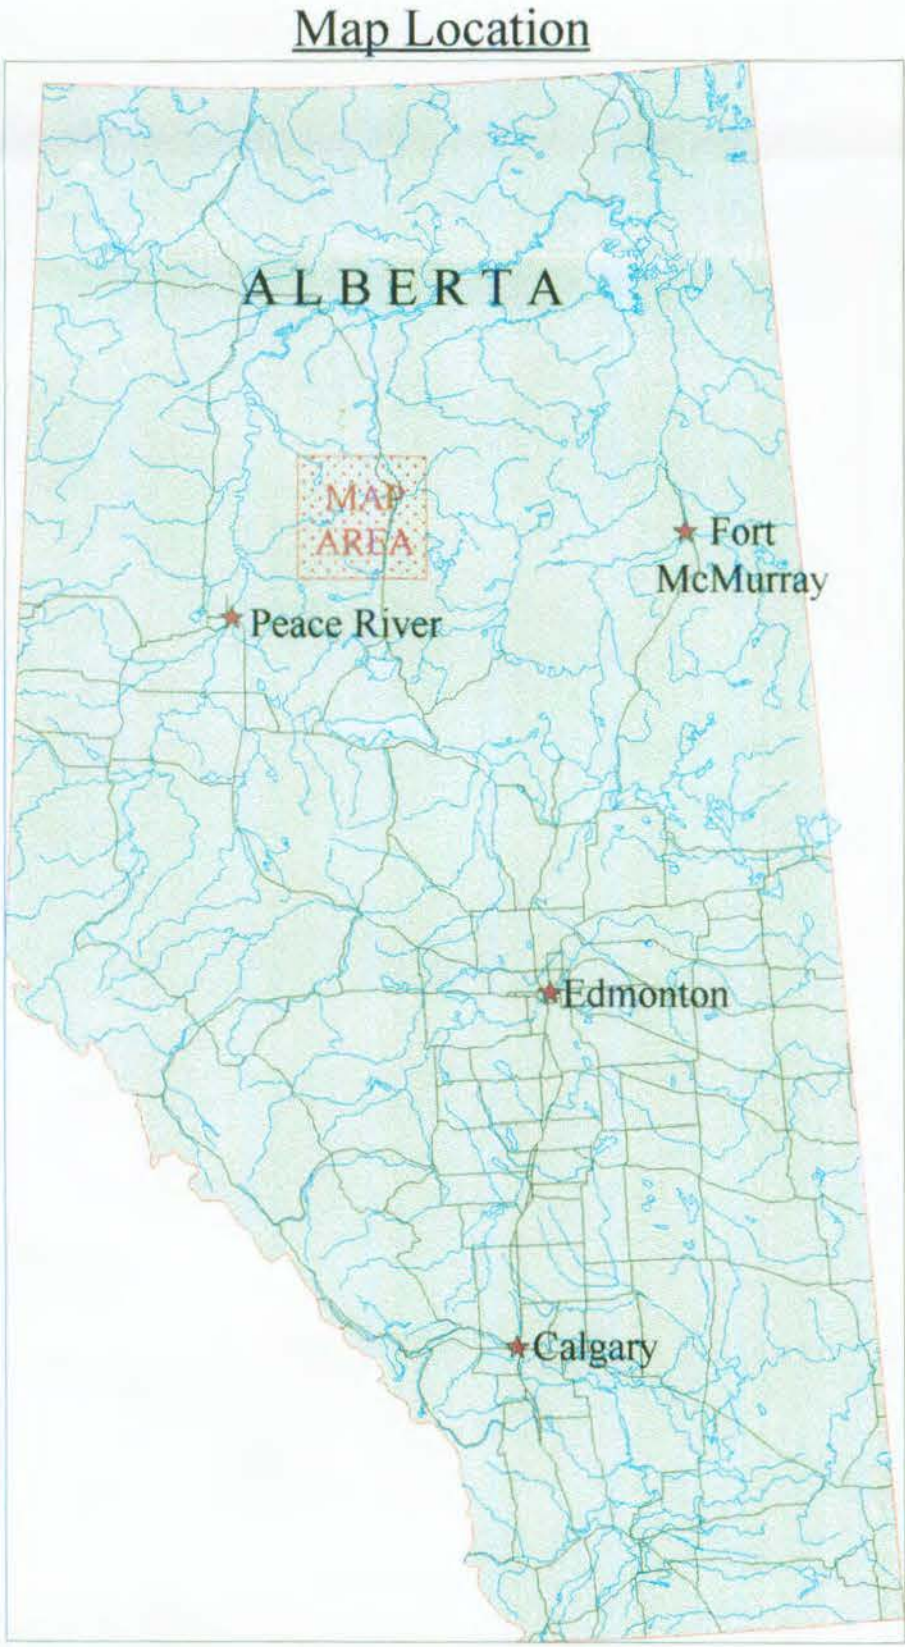 Map Location
ALBERTA
MAP
AREA
Fort
McMurray
Peace River
Edmonton
Calgary